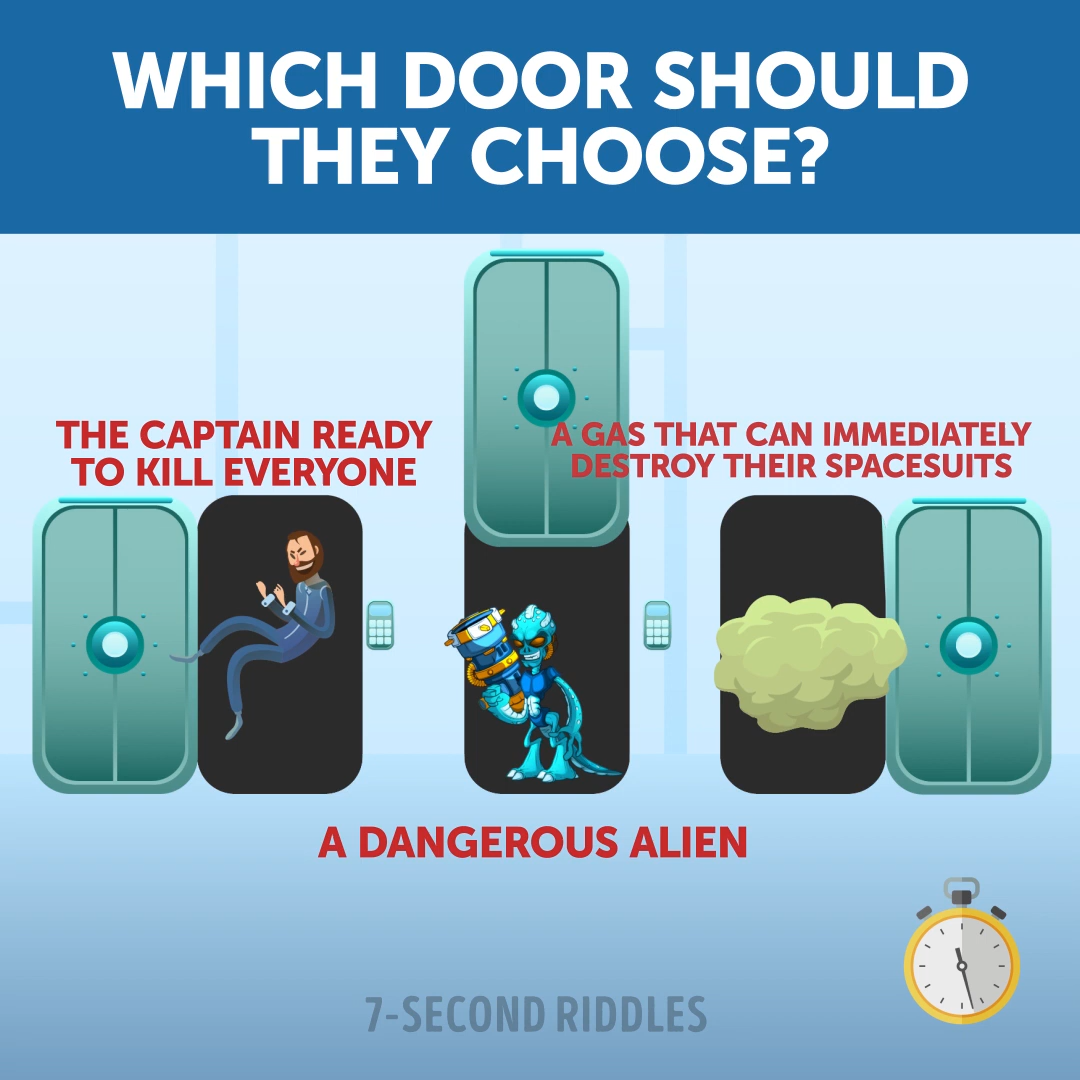 WHICH DOOR SHOULD
THEY CHOOSE?
THE CAPTAIN READY
TO KILL EVERYONE
A GAS THAT CAN IMMEDIATELY
DESTROY THEIR SPACESUITS
A DANGEROUS ALIEN
7-SECOND RIDDLES